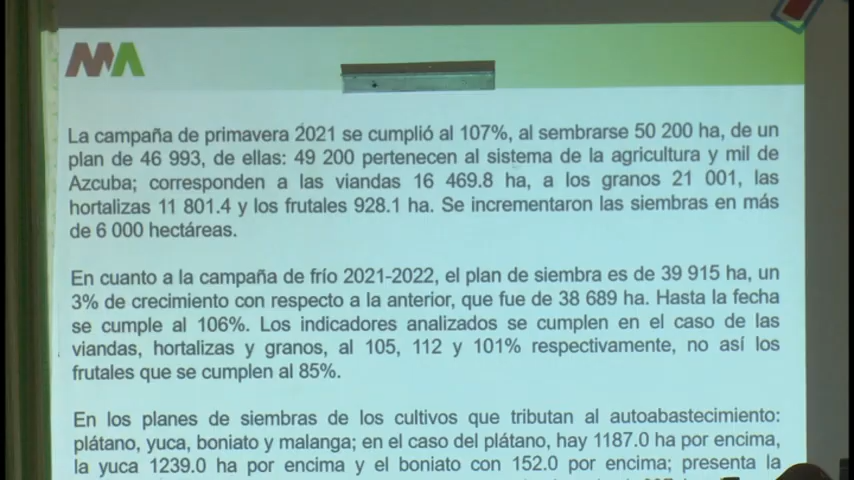 MA
La campaña de primavera 2021 se cumplió al 107%, al sembrarse 50 200 ha, de un
plan de 46 993, de ellas: 49 200 pertenecen al sistema de la agricultura y mil de
Azcuba; corresponden a las viandas 16 469.8 ha, a los granos 21 001, las
hortalizas 11 801.4 y los frutales 928.1 ha. Se incrementaron las siembras en más
de 6 000 hectáreas.
En cuanto a la campaña de frío 2021-2022, el plan de siembra es de 39 915 ha, un
3% de crecimiento con respecto a la anterior, que fue de 38 689 ha. Hasta la fecha
se cumple al 106%. Los indicadores analizados se cumplen en el caso de las
viandas, hortalizas y granos, al 105, 112 y 101% respectivamente, no así los
frutales que se cumplen al 85%.
En los planes de siembras de los cultivos que tributan al autoabastecimiento:
plátano, yuca, boniato y malanga; en el caso del plátano, hay 1187.0 ha por encima,
la yuca 1239.0 ha por encima y el boniato con 152.0 por encima; presenta la